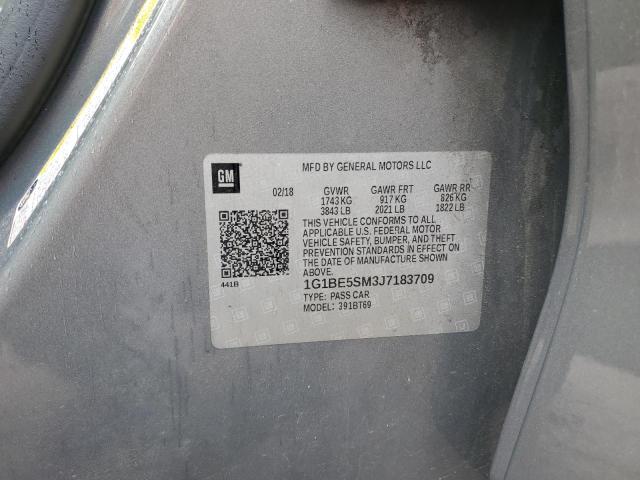 GM
MFD BY GENERAL MOTORS LLC
02/18 GVWR GAWR FRT GAWR RR
1743 KG 917 KG 826 KG
3843 LB 2021 LB 1822 LB
THIS VEHICLE CONFORMS TO ALL
APPLICABLE U.S. FEDERAL MOTOR
VEHICLE SAFETY, BUMPER, AND THEFT
PREVENTION STANDARDS IN EFFECT
ON THE DATE OF MANUFACTURE SHOWN
ABOVE.
441B
1G1BE5SM3J7183709
TYPE: PASS CAR
MODEL: 391BT69